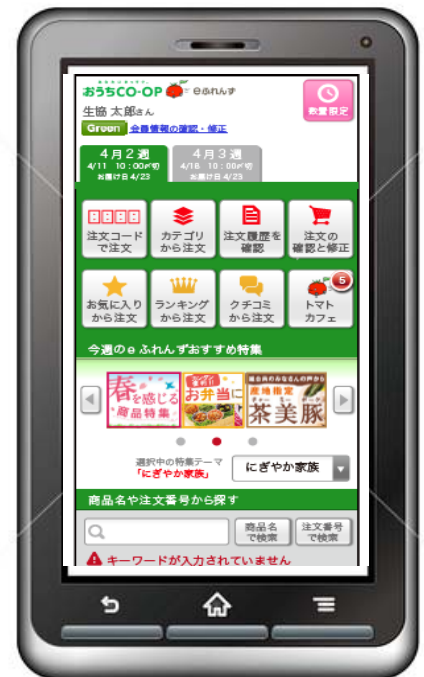 おうちCO-OP eふれんず
生協 太郎さん
数量限定
Green 会員情報の確認・修正
4月2週
4/11 10:00〆切
お届け日 4/23
4月3週
4/18 10:00〆切
お届け日 4/23
注文コード
で注文
カテゴリ
から注文
注文履歴を
確認
注文の
確認と修正
お気に入り
から注文
ランキング
から注文
クチコミ
から注文
5
トマト
カフェ
今週のeふれんずおすすめ特集
春を感じる
商品特集
お弁当に
産地指定
茶美豚
選択中の特集テーマ
「にぎやか家族」
にぎやか家族
商品名や注文番号から探す
商品名
で検索
注文番号
で検索
キーワードが入力されていません